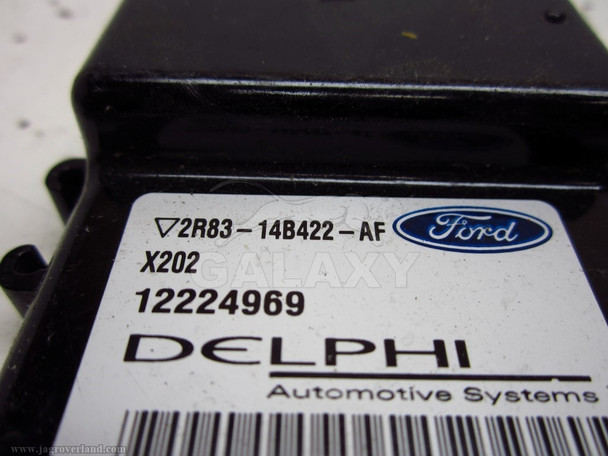 ▽2R83-14B422-AF Ford
X202
GALAXY
12224969
DELPHI
Automotive Systems
www.jagroverland.com